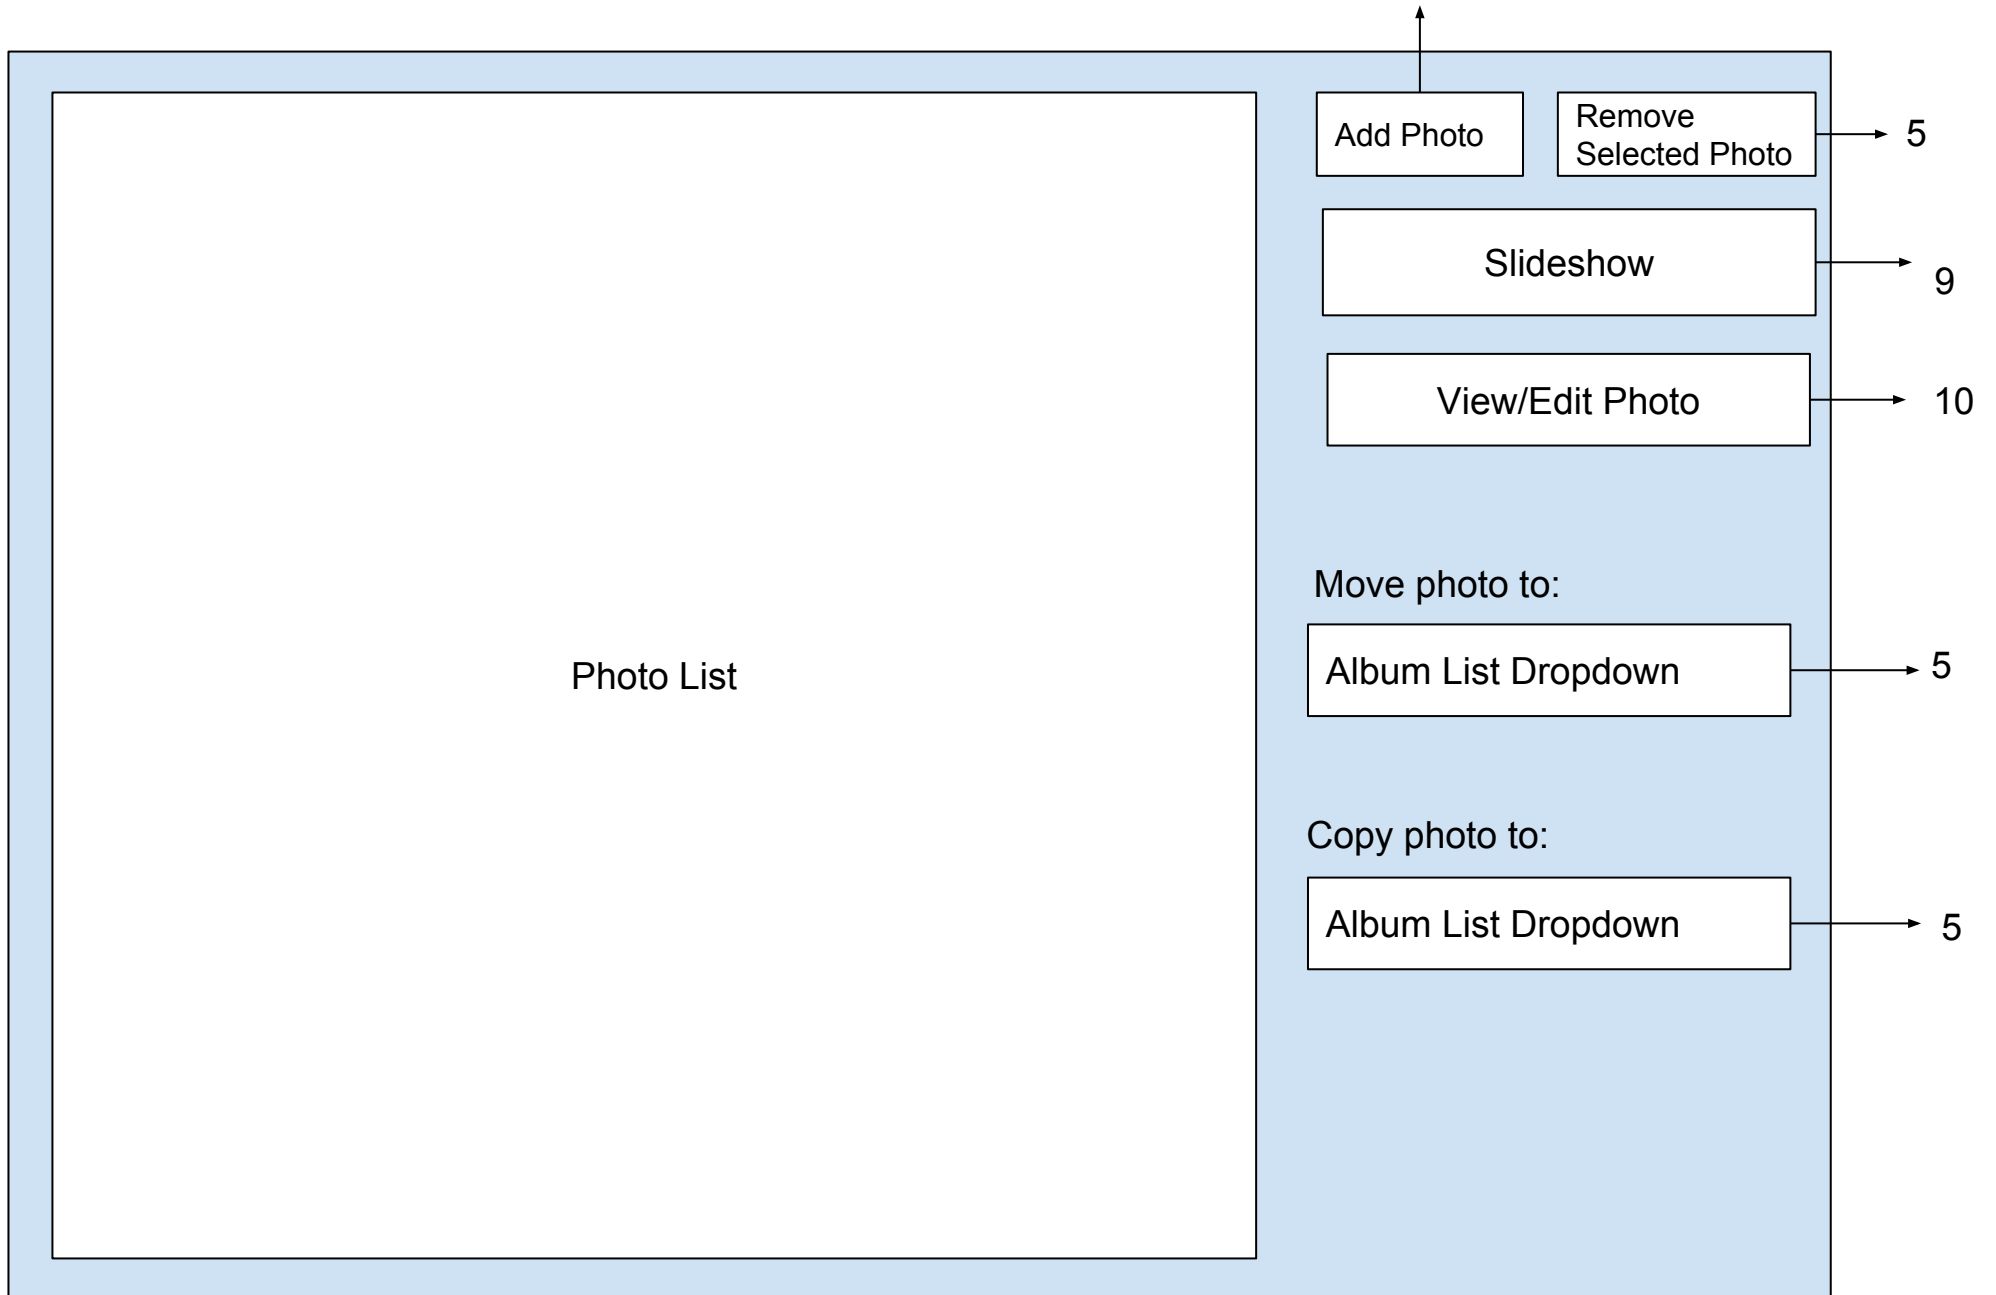 Add Photo
Remove
Selected Photo
5
Slideshow
9
View/Edit Photo
10
Move photo to:
Album List Dropdown
5
Photo List
Copy photo to:
Album List Dropdown
5